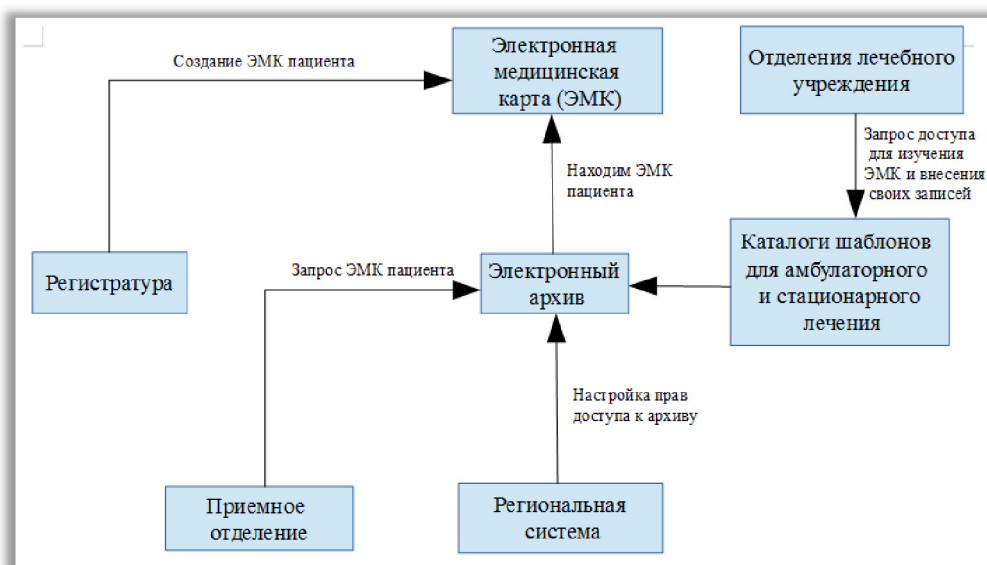 Создание ЭМК пациента
Электронная
медицинская
карта (ЭМК)
Отделения лечебного
учреждения
Запрос доступа
для изучения
ЭМК и внесения
своих записей
Находим ЭМК
пациента
Регистратура
Запрос ЭМК пациента
Электронный
архив
Каталоги шаблонов
для амбулаторного
и стационарного
лечения
Настройка прав
доступа к архиву
Приемное
отделение
Региональная
система